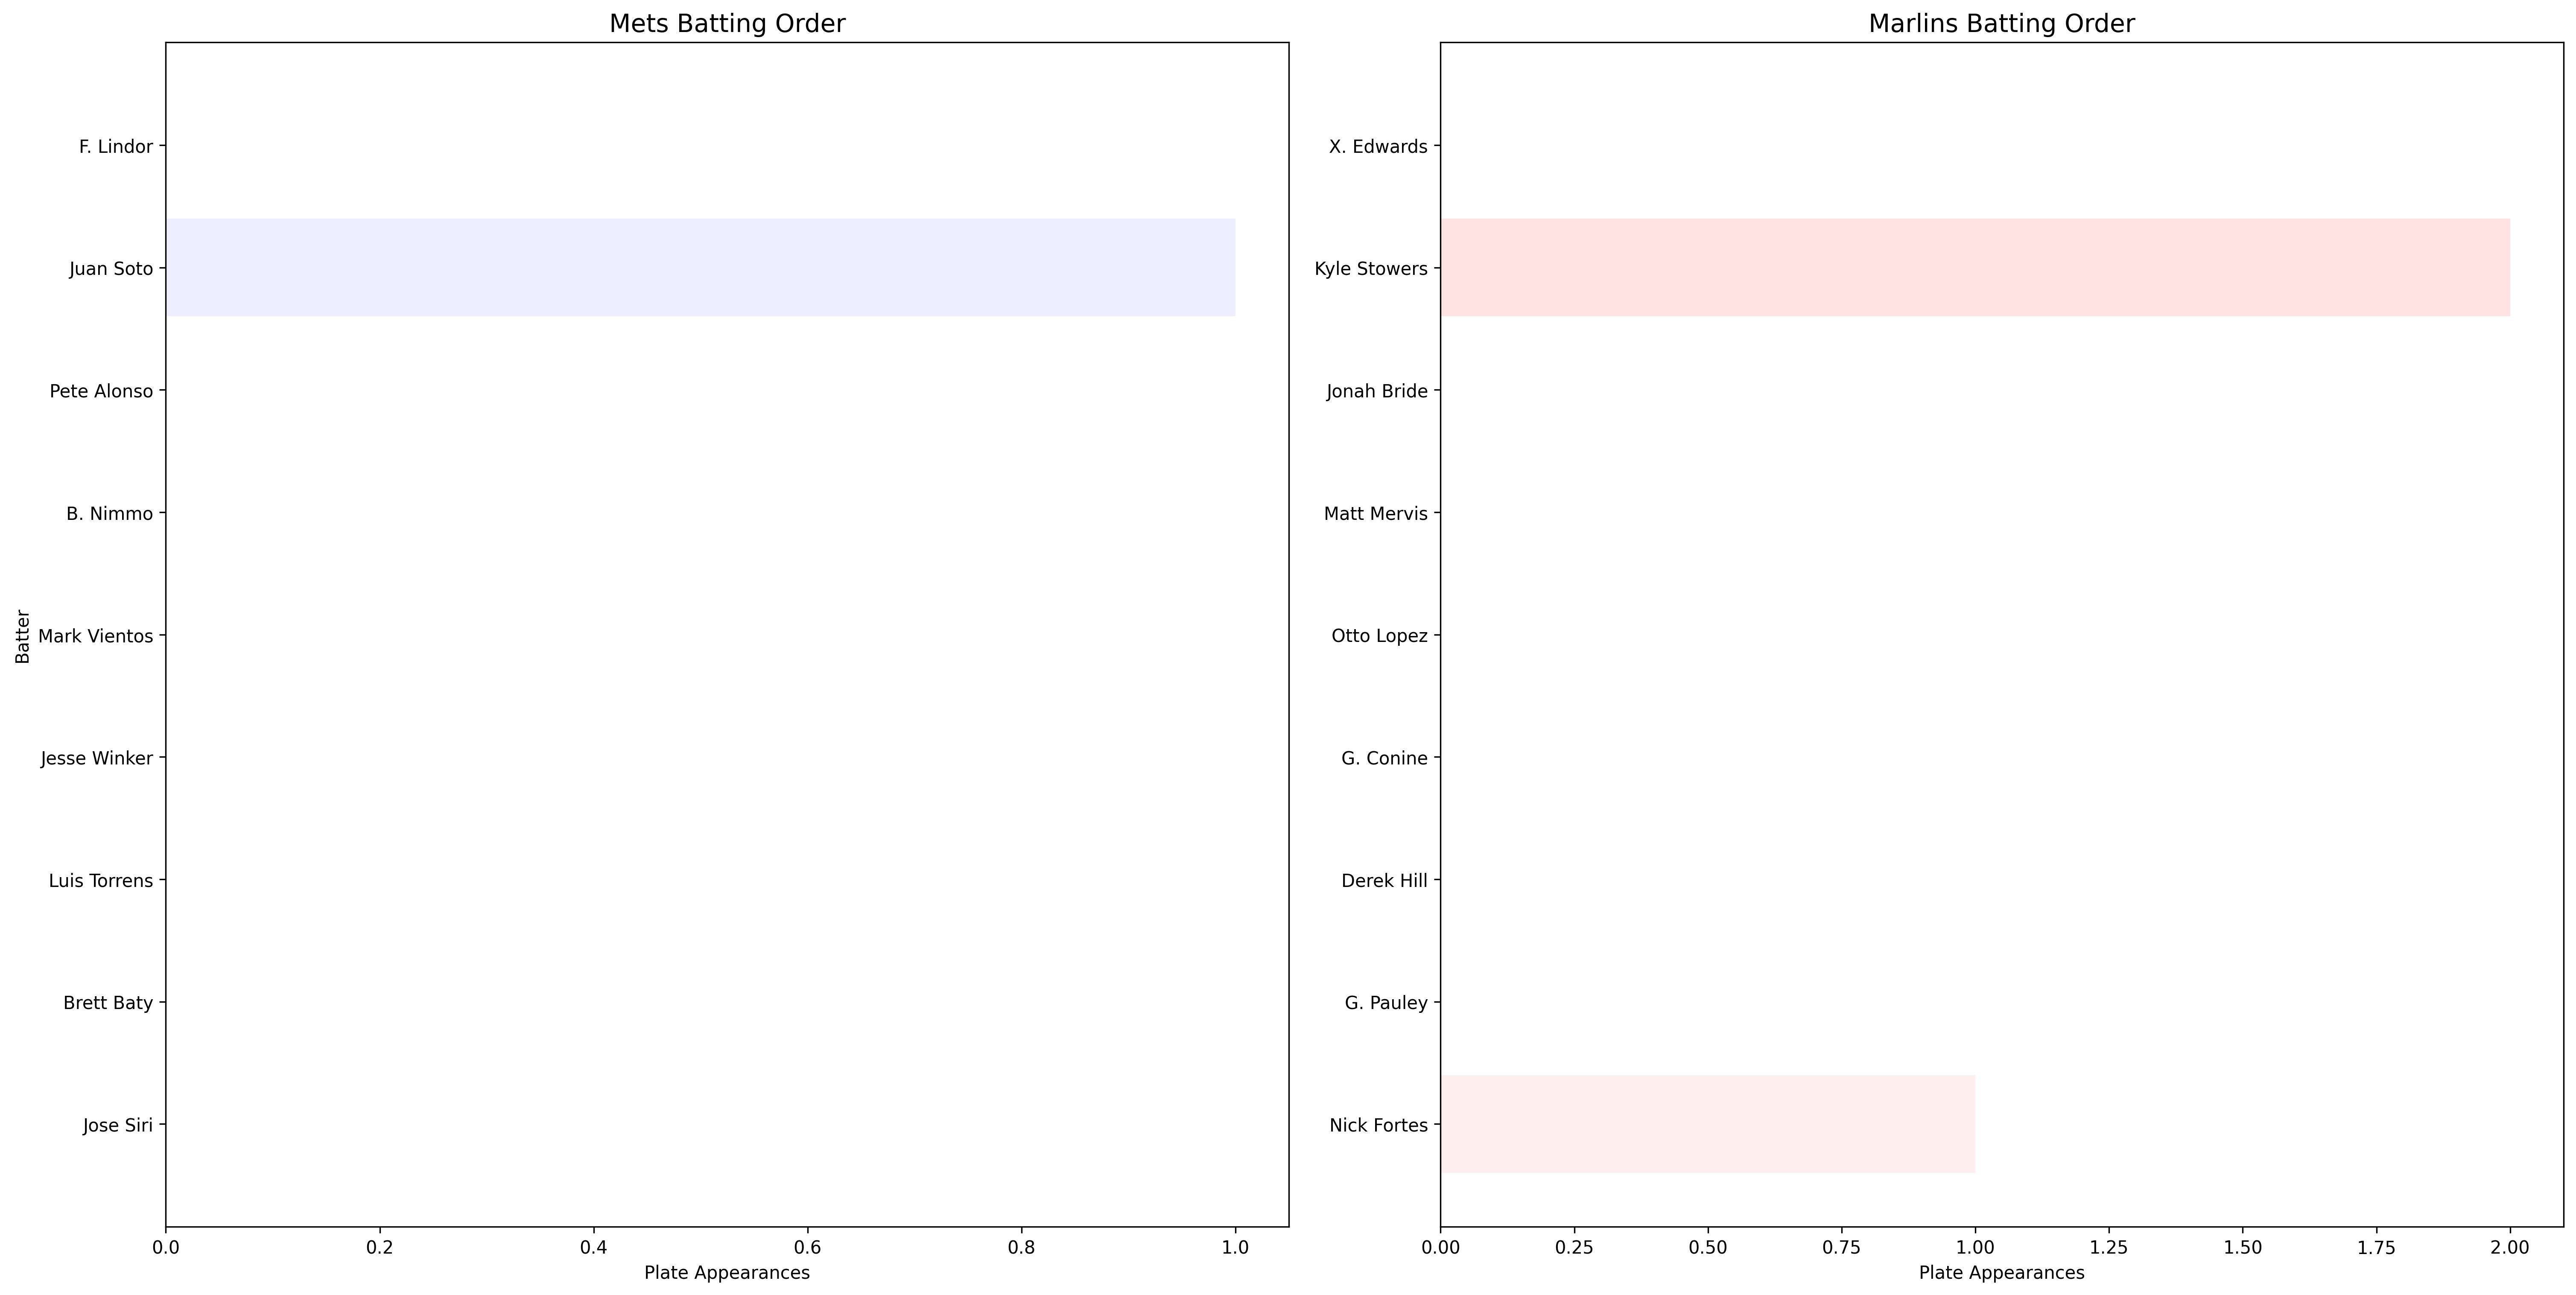 Mets Batting Order
Batter
F. Lindor
Juan Soto
Pete Alonso
B. Nimmo
Mark Vientos
Jesse Winker
Luis Torrens
Brett Baty
Jose Siri
0.0 0.2 0.4 0.6 0.8 1.0
Plate Appearances
Marlins Batting Order
X. Edwards
Kyle Stowers
Jonah Bride
Matt Mervis
Otto Lopez
G. Conine
Derek Hill
G. Pauley
Nick Fortes
0.00 0.25 0.50 0.75 1.00 1.25 1.50 1.75 2.00
Plate Appearances